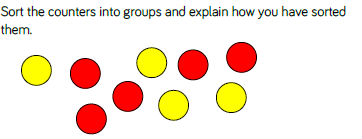 Sort the counters into groups and explain how you have sorted
them.